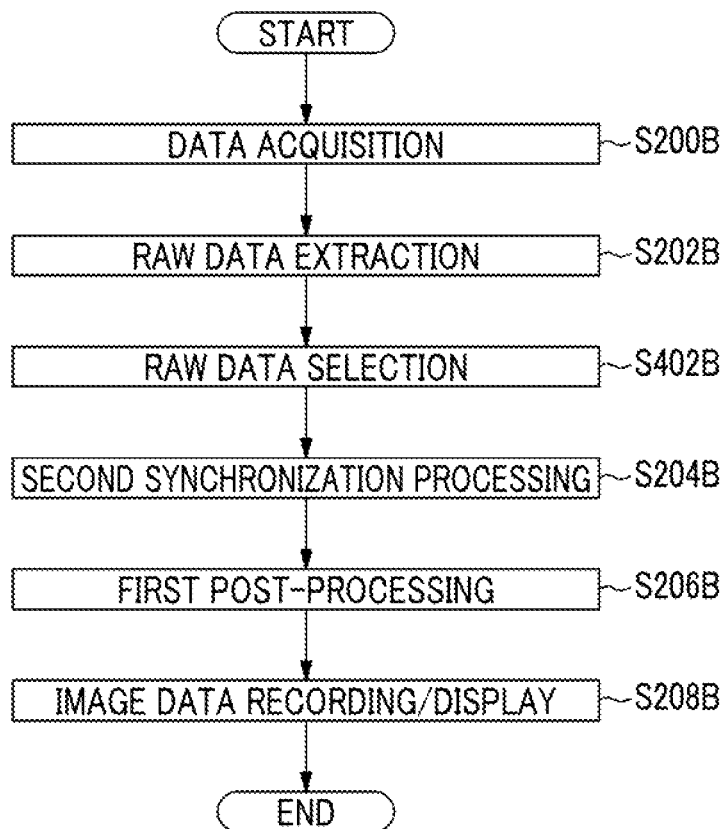 START
DATA ACQUISITION S200B
RAW DATA EXTRACTION S202B
RAW DATA SELECTION S402B
SECOND SYNCHRONIZATION PROCESSING S204B
FIRST POST-PROCESSING S206B
IMAGE DATA RECORDING/DISPLAY S208B
END